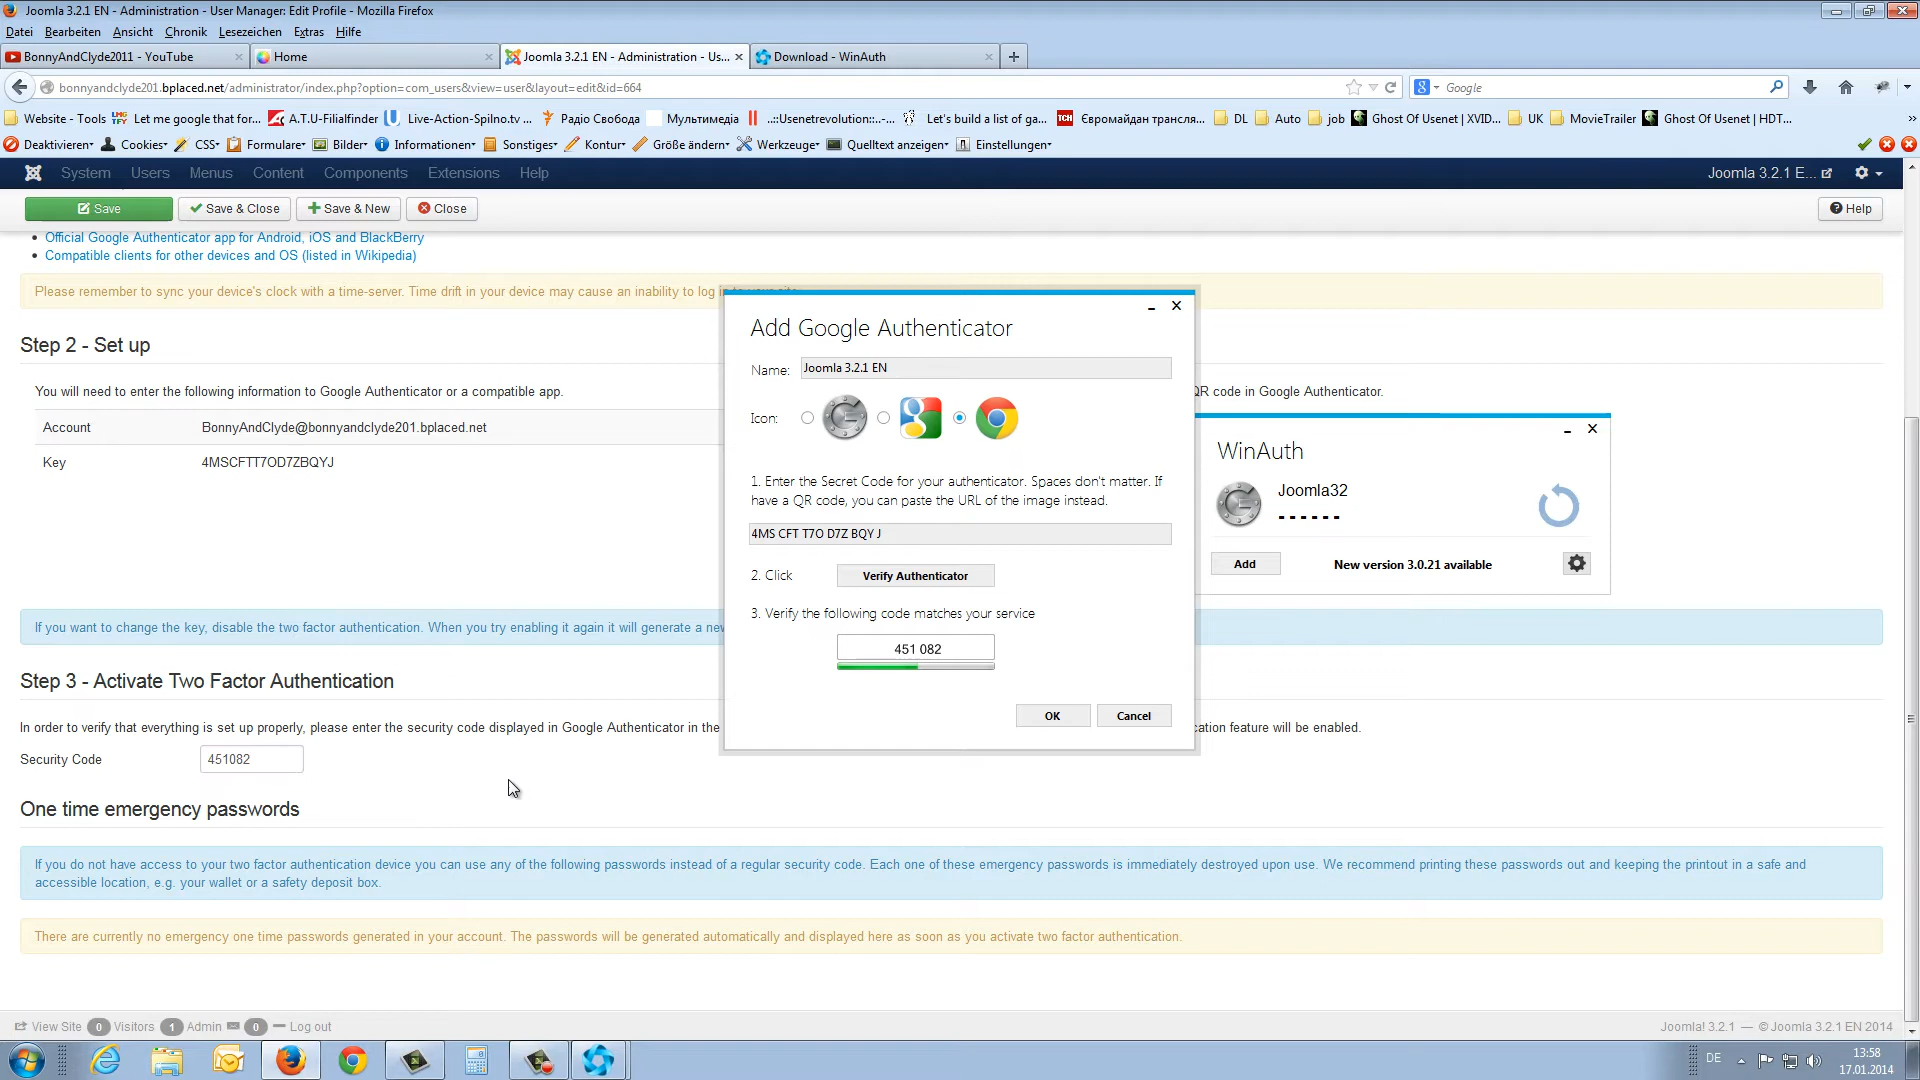 Joomla 3.2.1 EN - Administration - User Manager: Edit Profile - Mozilla Firefox
Datei Bearbeiten Ansicht Chronik Lesezeichen Extras Hilfe
BonnyAndClyde2011 - YouTube
Home
Joomla 3.2.1 EN - Administration - Us...
Download - WinAuth
bonnyandclyde201.bplaced.net/administrator/index.php?option=com_users&view=user&layout=edit&id=664
Google
Website - Tools Let me google that for... A.T.U-Filialfinder Live-Action-Spilno.tv ... Радіо Свобода Мультимедіа ..::Usenetrevolution::..-... Let's build a list of ga... Євромайдан трансля... DL Auto job Ghost Of Usenet | XVID... UK MovieTrailer Ghost Of Usenet | HDT...
Deaktivieren Cookies CSS Formulare Bilder Informationen Sonstiges Kontur Größe ändern Werkzeuge Quelltext anzeigen Einstellungen
System Users Menus Content Components Extensions Help
Joomla 3.2.1 E...
Save Save & Close Save & New Close Help
Official Google Authenticator app for Android, iOS and BlackBerry
Compatible clients for other devices and OS (listed in Wikipedia)
Please remember to sync your device's clock with a time-server. Time drift in your device may cause an inability to log in to your site.
Step 2 - Set up
You will need to enter the following information to Google Authenticator or a compatible app.
QR code in Google Authenticator.
Account BonnyAndClyde@bonnyandclyde201.bplaced.net
Key 4MSCFTT7OD7ZBQYJ
Add Google Authenticator
Name: Joomla 3.2.1 EN
Icon:
1. Enter the Secret Code for your authenticator. Spaces don't matter. If
have a QR code, you can paste the URL of the image instead.
4MS CFT T7O D7Z BQY J
2. Click Verify Authenticator
3. Verify the following code matches your service
451 082
OK Cancel
WinAuth
Joomla32
- - - - - -
Add New version 3.0.21 available
If you want to change the key, disable the two factor authentication. When you try enabling it again it will generate a new
Step 3 - Activate Two Factor Authentication
In order to verify that everything is set up properly, please enter the security code displayed in Google Authenticator in the
cation feature will be enabled.
Security Code 451082
One time emergency passwords
If you do not have access to your two factor authentication device you can use any of the following passwords instead of a regular security code. Each one of these emergency passwords is immediately destroyed upon use. We recommend printing these passwords out and keeping the printout in a safe and
accessible location, e.g. your wallet or a safety deposit box.
There are currently no emergency one time passwords generated in your account. The passwords will be generated automatically and displayed here as soon as you activate two factor authentication.
View Site 0 Visitors 1 Admin 0 Log out
Joomla! 3.2.1 — © Joomla 3.2.1 EN 2014
DE
13:58
17.01.2014